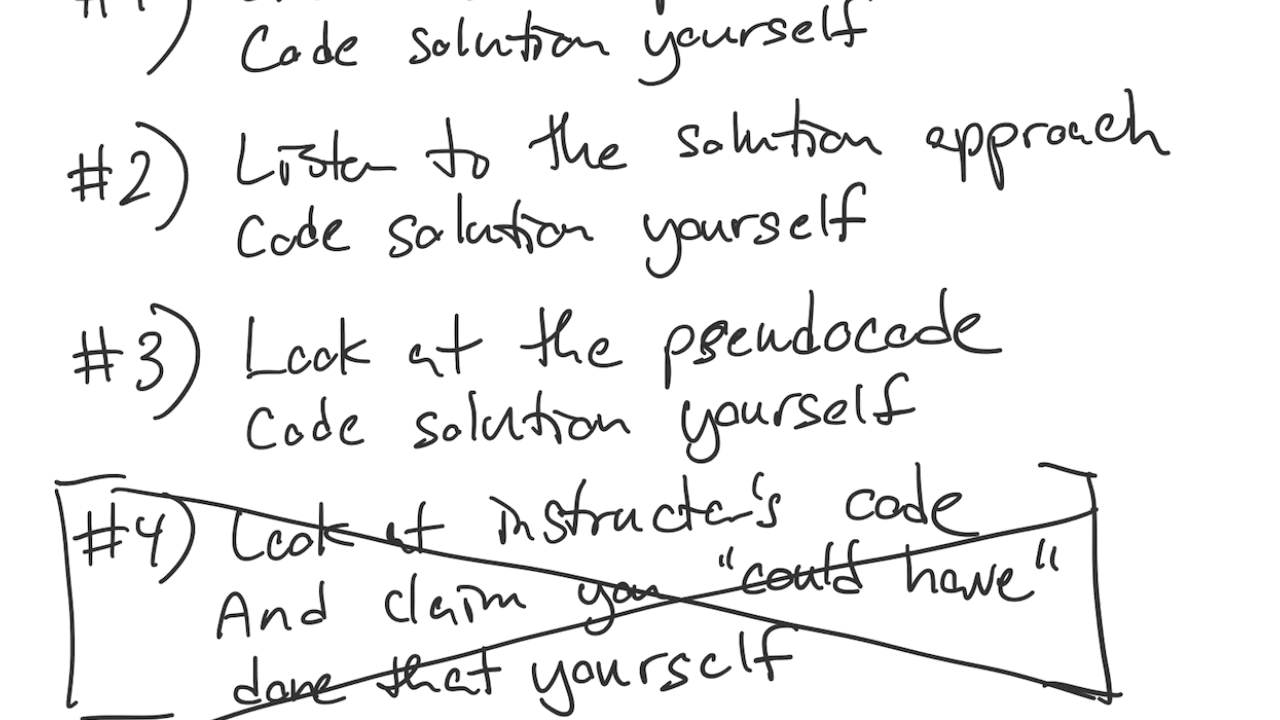 Code solution yourself
#2) Listen to the solution approach
Code solution yourself
#3) Look at the pseudocode
Code solution yourself
#4) Look at instructor's code
And claim you "could have"
done that yourself